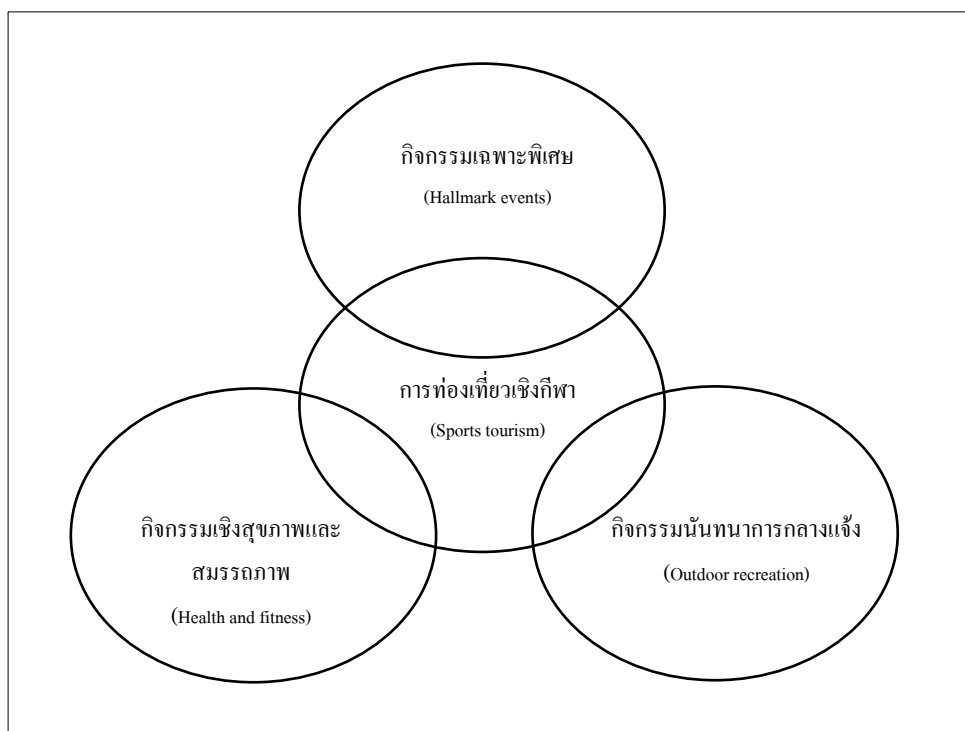 กิจกรรมเฉพาะพิเศษ
(Hallmark events)
การท่องเที่ยวเชิงกีฬา
(Sports tourism)
กิจกรรมเชิงสุขภาพและ
สมรรถภาพ
(Health and fitness)
กิจกรรมนันทนาการกลางแจ้ง
(Outdoor recreation)